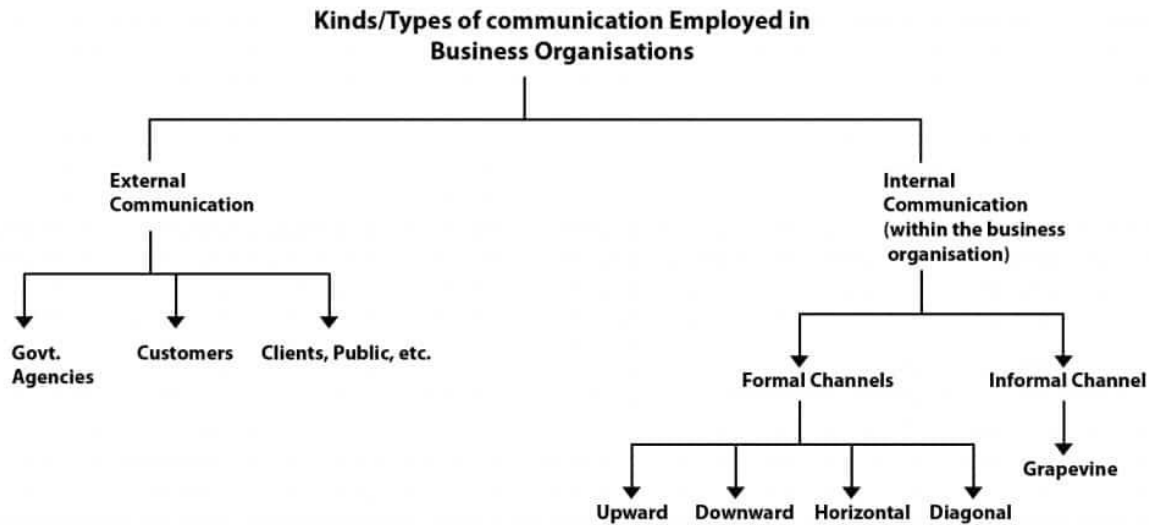 Kinds/Types of communication Employed in
Business Organisations
External
Communication
Internal
Communication
(within the business
organisation)
Govt.
Agencies
Customers
Clients, Public, etc.
Formal Channels
Informal Channel
Grapevine
Upward
Downward
Horizontal
Diagonal